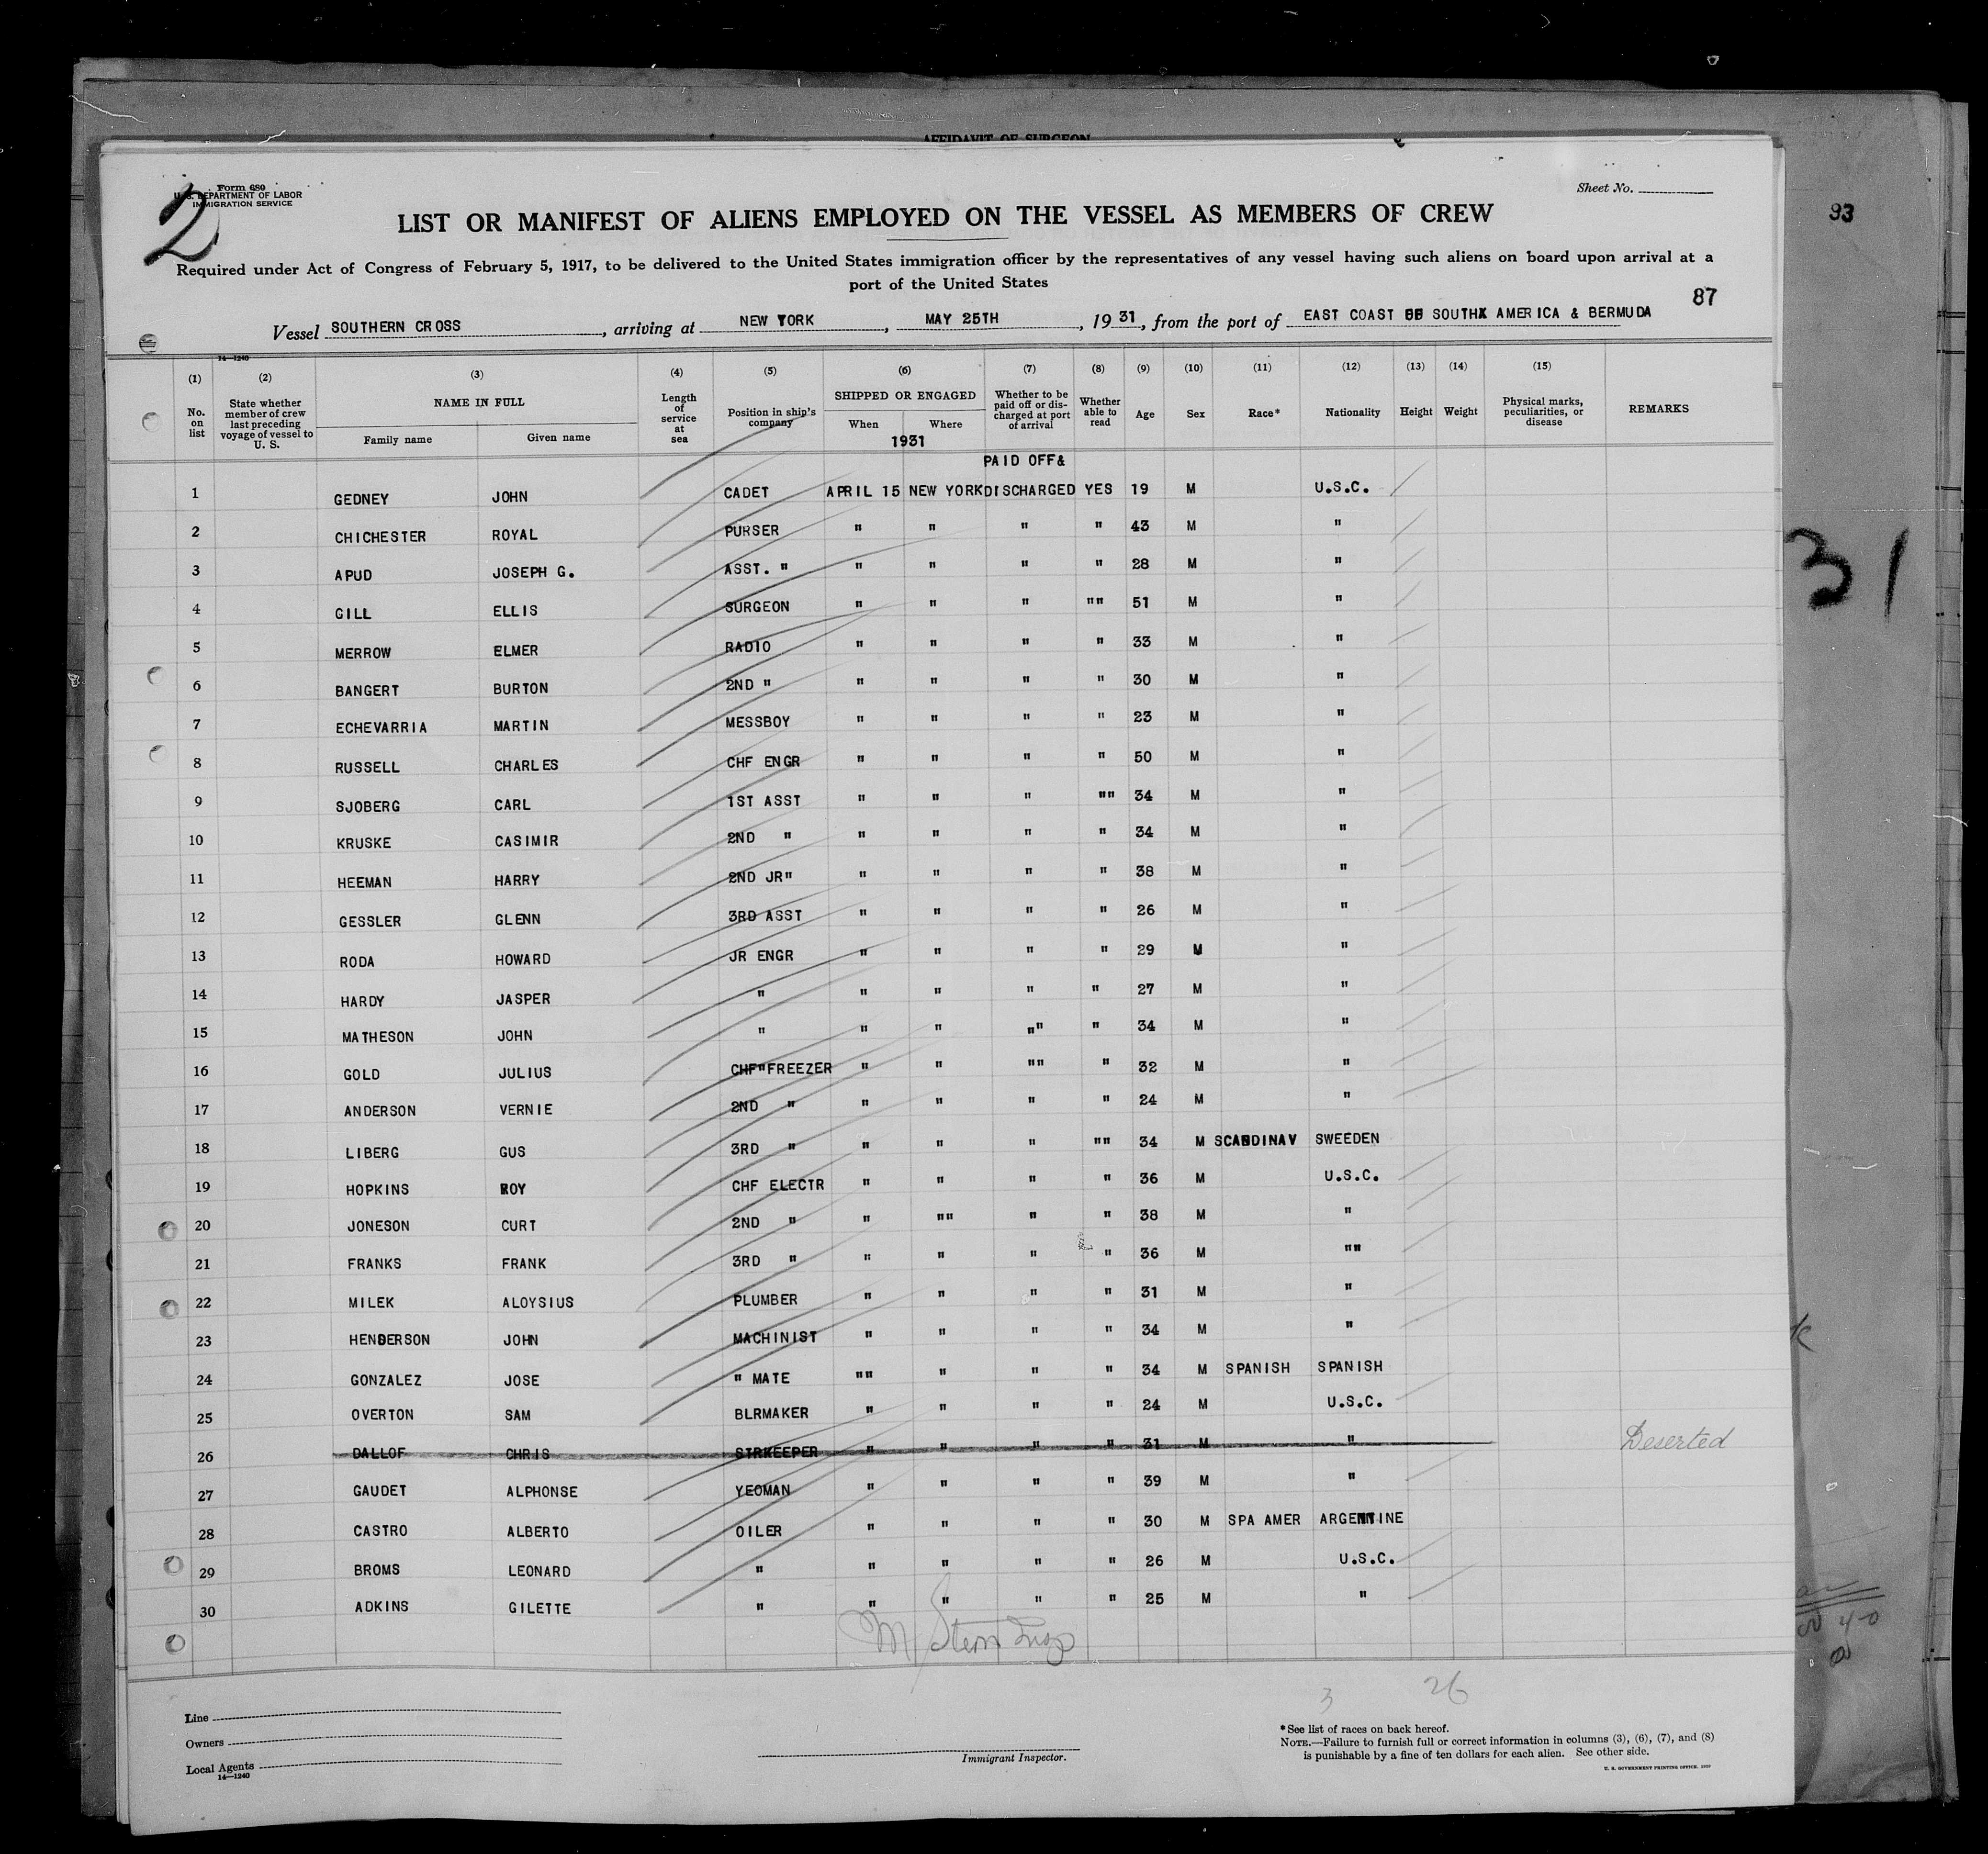 AFFIDAVIT OF SURGEON
Form 680
U. S. DEPARTMENT OF LABOR
IMMIGRATION SERVICE
2
Sheet No.
93
LIST OR MANIFEST OF ALIENS EMPLOYED ON THE VESSEL AS MEMBERS OF CREW
Required under Act of Congress of February 5, 1917, to be delivered to the United States immigration officer by the representatives of any vessel having such aliens on board upon arrival at a
port of the United States
87
Vessel SOUTHERN CROSS, arriving at NEW YORK, MAY 25TH, 1931, from the port of EAST COAST OF SOUTHX AMERICA & BERMUDA
14—1240
(1) (2) (3) (4) (5) (6) (7) (8) (9) (10) (11) (12) (13) (14) (15)
No. on list State whether member of crew last preceding voyage of vessel to U. S. NAME IN FULL Length of service at sea Position in ship's company SHIPPED OR ENGAGED Whether to be paid off or discharged at port of arrival Whether able to read Age Sex Race* Nationality Height Weight Physical marks, peculiarities, or disease REMARKS
Family name Given name When Where
1931
PAID OFF&
1 GEDNEY JOHN CADET APRIL 15 NEW YORK DISCHARGED YES 19 M U.S.C.
2 CHICHESTER ROYAL PURSER " " " " 43 M "
3 APUD JOSEPH G. ASST. " " " " " 28 M "
4 GILL ELLIS SURGEON " " " "" 51 M "
5 MERROW ELMER RADIO " " " " 33 M "
6 BANGERT BURTON 2ND " " " " " 30 M "
7 ECHEVARRIA MARTIN MESSBOY " " " " 23 M "
8 RUSSELL CHARLES CHF ENGR " " " " 50 M "
9 SJOBERG CARL 1ST ASST " " " "" 34 M "
10 KRUSKE CASIMIR 2ND " " " " " 34 M "
11 HEEMAN HARRY 2ND JR" " " " " 38 M "
12 GESSLER GLENN 3RD ASST " " " " 26 M "
13 RODA HOWARD JR ENGR " " " " 29 M "
14 HARDY JASPER " " " " " 27 M "
15 MATHESON JOHN " " " "" " 34 M "
16 GOLD JULIUS CHF"FREEZER " " "" " 32 M "
17 ANDERSON VERNIE 2ND " " " " " 24 M "
18 LIBERG GUS 3RD " " " " "" 34 M SCANDINAV SWEEDEN
19 HOPKINS ROY CHF ELECTR " " " " 36 M U.S.C.
20 JONESON CURT 2ND " " "" " " 38 M "
21 FRANKS FRANK 3RD " " " " " 36 M ""
22 MILEK ALOYSIUS PLUMBER " " " " 31 M "
23 HENDERSON JOHN MACHINIST " " " " 34 M "
24 GONZALEZ JOSE " MATE "" " " " 34 M SPANISH SPANISH
25 OVERTON SAM BLRMAKER " " " " 24 M U.S.C.
26 DALLOF CHRIS STRKEEPER " " " " 31 M " Deserted
27 GAUDET ALPHONSE YEOMAN " " " " 39 M "
28 CASTRO ALBERTO OILER " " " " 30 M SPA AMER ARGENTINE
29 BROMS LEONARD " " " " " 26 M U.S.C.
30 ADKINS GILETTE " " " " " 25 M "
31
M Stern Insp
3 26
40
Line
Owners
Local Agents
14—1240
Immigrant Inspector.
*See list of races on back hereof.
NOTE.—Failure to furnish full or correct information in columns (3), (6), (7), and (8)
is punishable by a fine of ten dollars for each alien. See other side.
U. S. GOVERNMENT PRINTING OFFICE